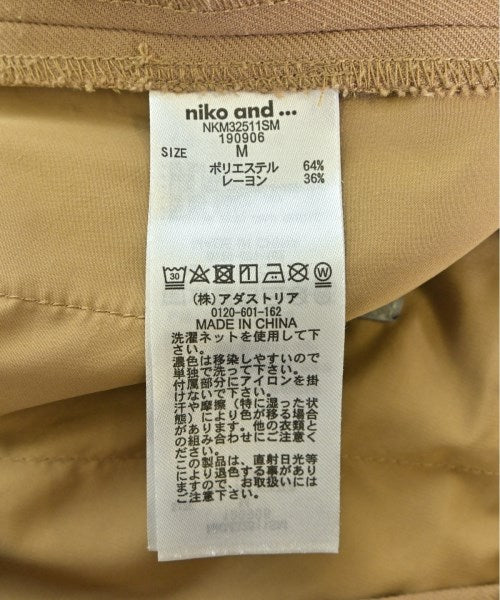 niko and ...
NKM32511SM
190906
SIZE M
ポリエステル 64%
レーヨン 36%
30 W
(株) アダストリア
0120-601-162
MADE IN CHINA
洗濯ネットを使用して下
さい。
濃色は移染しやすいので
単独で洗って下さい。
付属部分にアイロンを掛
けないで下さい。
汗や摩擦（特に湿った状
態）により色が移る場合
があります。他の衣類と
の組み合わせにご注意く
ださい。
この製品は、直射日光等
により退色する事があり
ますので、お取扱いには
ご注意下さい。